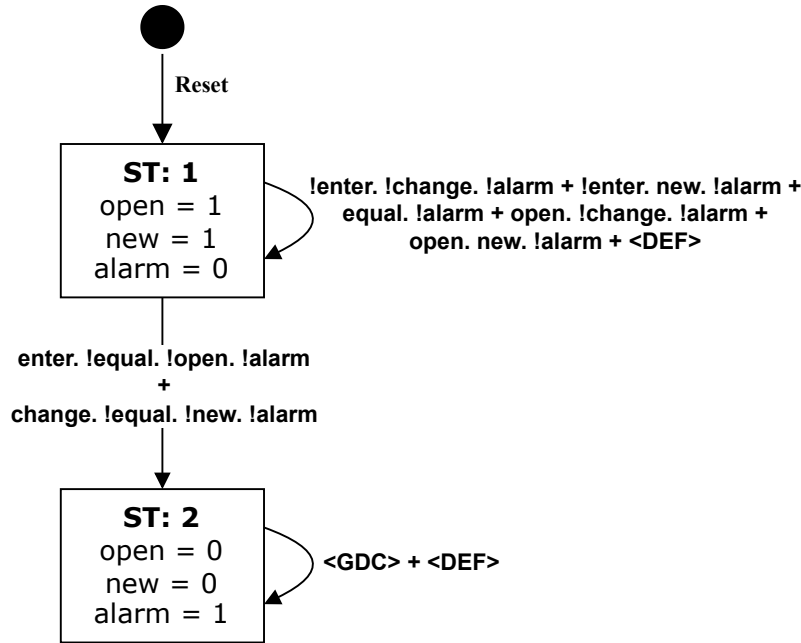 Reset
ST: 1
open = 1
new = 1
alarm = 0
!enter. !change. !alarm + !enter. new. !alarm +
equal. !alarm + open. !change. !alarm +
open. new. !alarm + <DEF>
enter. !equal. !open. !alarm
+
change. !equal. !new. !alarm
ST: 2
open = 0
new = 0
alarm = 1
<GDC> + <DEF>